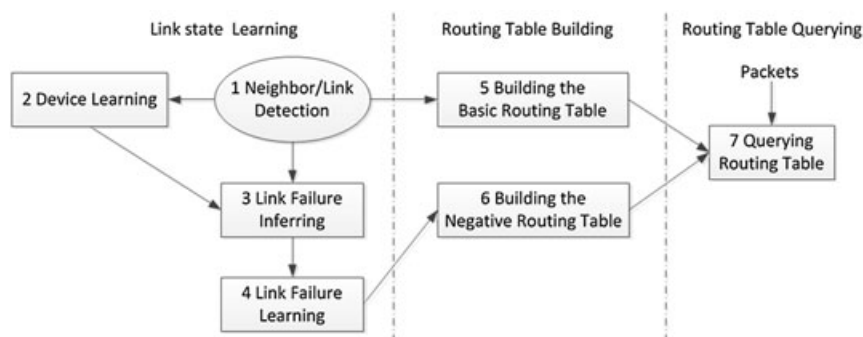 Link state Learning
Routing Table Building
Routing Table Querying
2 Device Learning
1 Neighbor/Link
Detection
5 Building the
Basic Routing Table
Packets
7 Querying
Routing Table
3 Link Failure
Inferring
6 Building the
Negative Routing Table
4 Link Failure
Learning